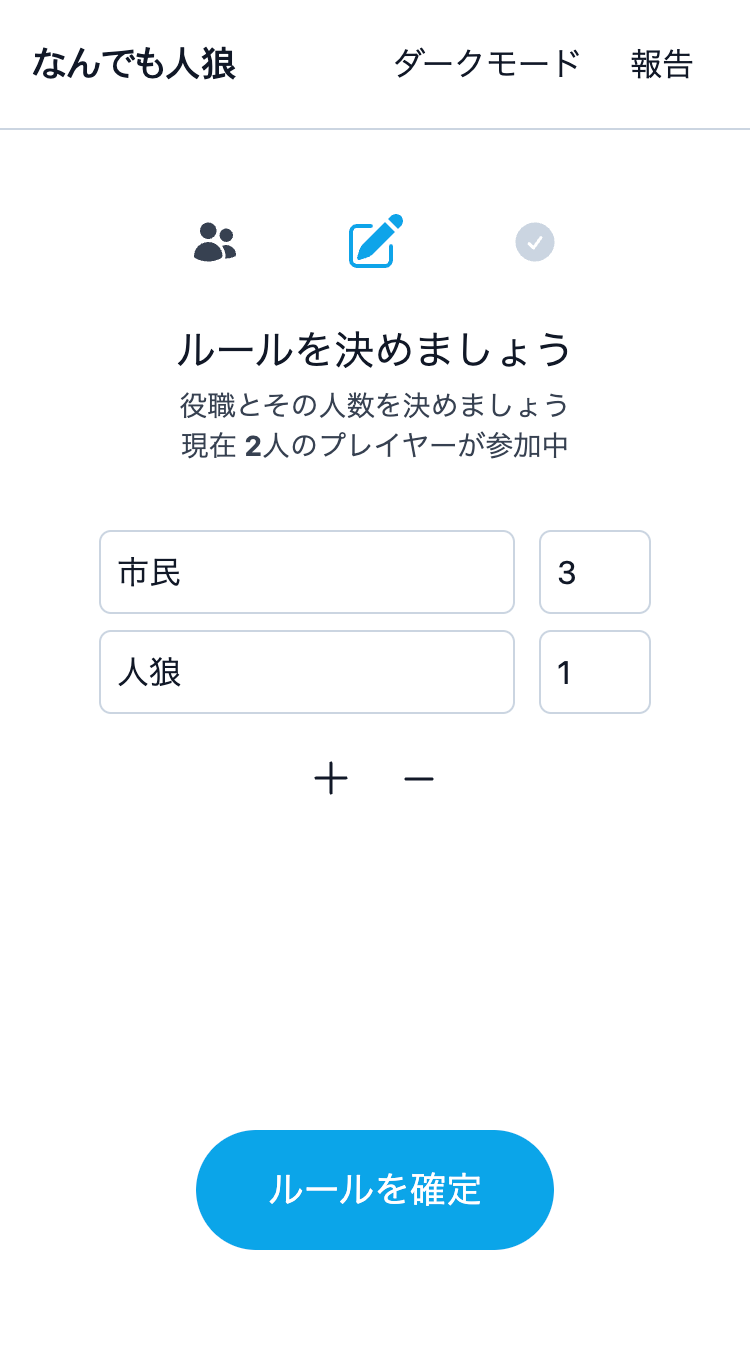 なんでも人狼 ダークモード 報告
ルールを決めましょう
役職とその人数を決めましょう
現在 2人のプレイヤーが参加中
市民 3
人狼 1
ルールを確定